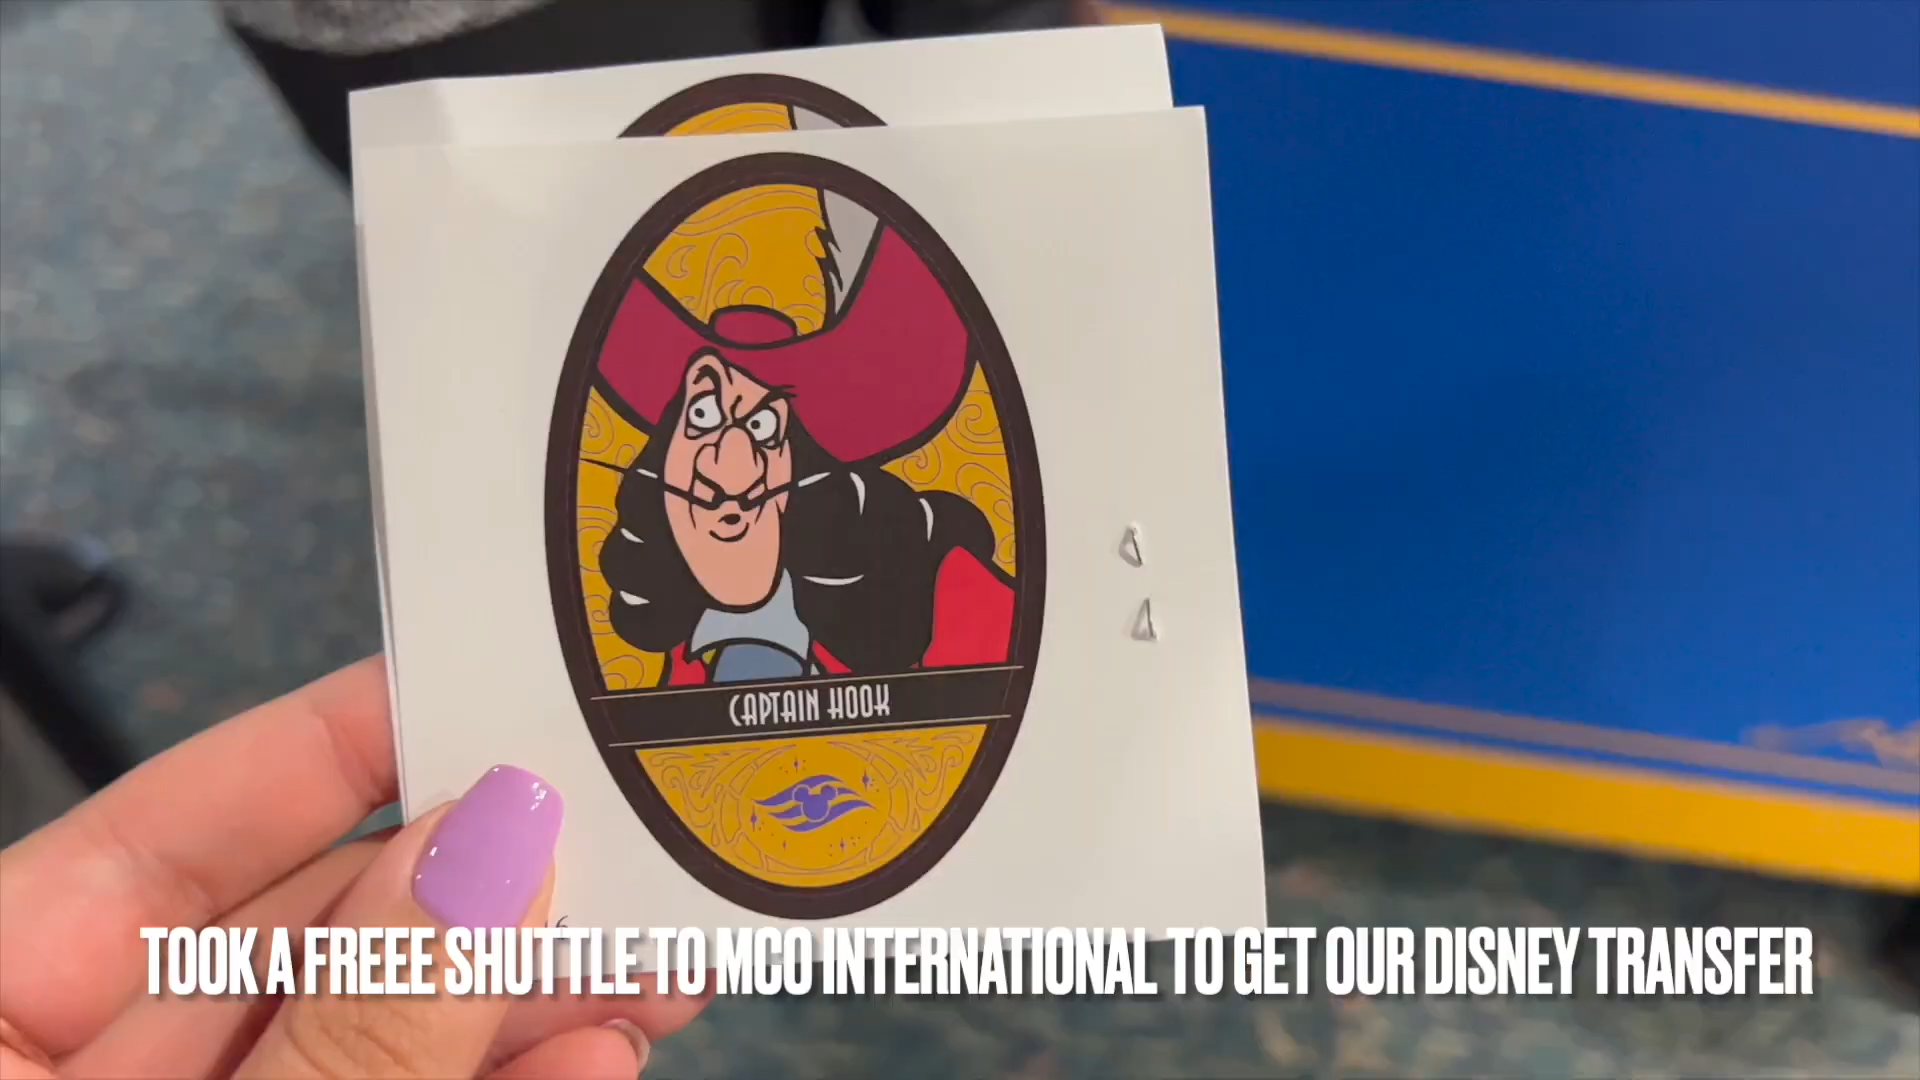 CAPTAIN HOOK
TOOK A FREEE SHUTTLE TO MCO INTERNATIONAL TO GET OUR DISNEY TRANSFER